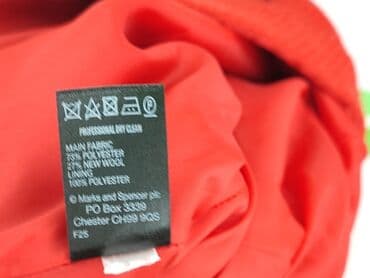 PROFESSIONAL DRY CLEAN
MAIN FABRIC
73% POLYESTER
27% NEW WOOL
LINING
100% POLYESTER
© Marks and Spencer plc
PO Box 3339
Chester CH99 9QS
F25